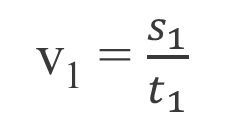 v₁ = s₁/t₁